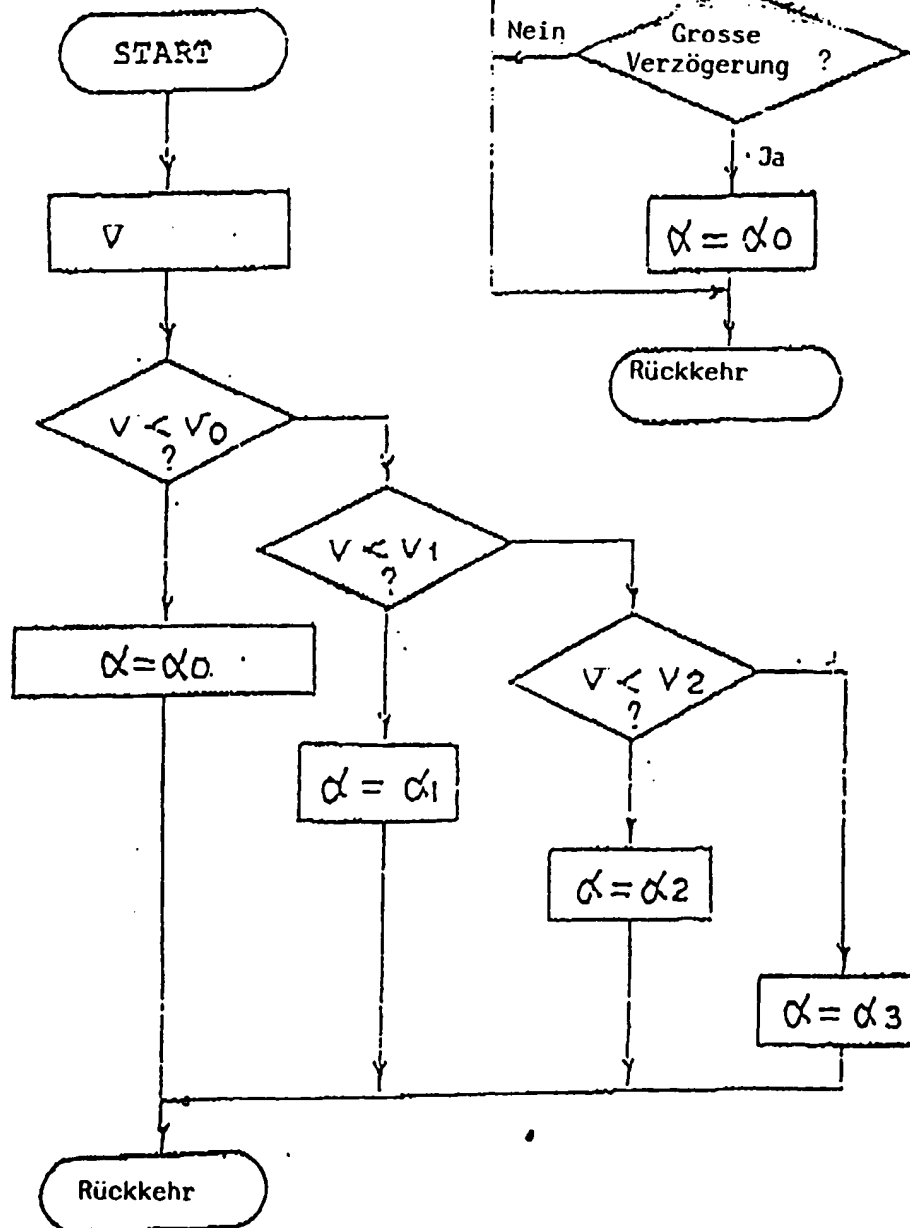 START
V
V < V0
?
α = α0
V < V1
?
α = α1
V < V2
?
α = α2
α = α3
Rückkehr
Nein
Grosse
Verzögerung ?
Ja
α = α0
Rückkehr